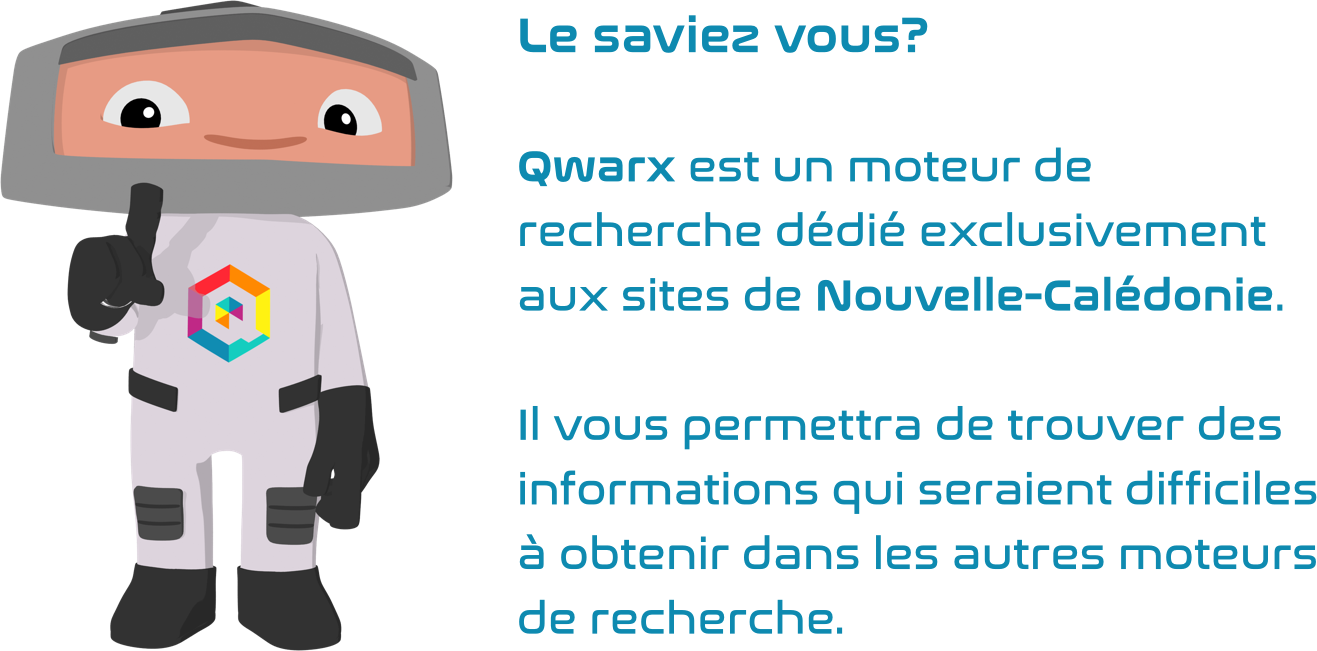 Le saviez vous?
Qwarx est un moteur de
recherche dédié exclusivement
aux sites de Nouvelle-Calédonie.
Il vous permettra de trouver des
informations qui seraient difficiles
à obtenir dans les autres moteurs
de recherche.